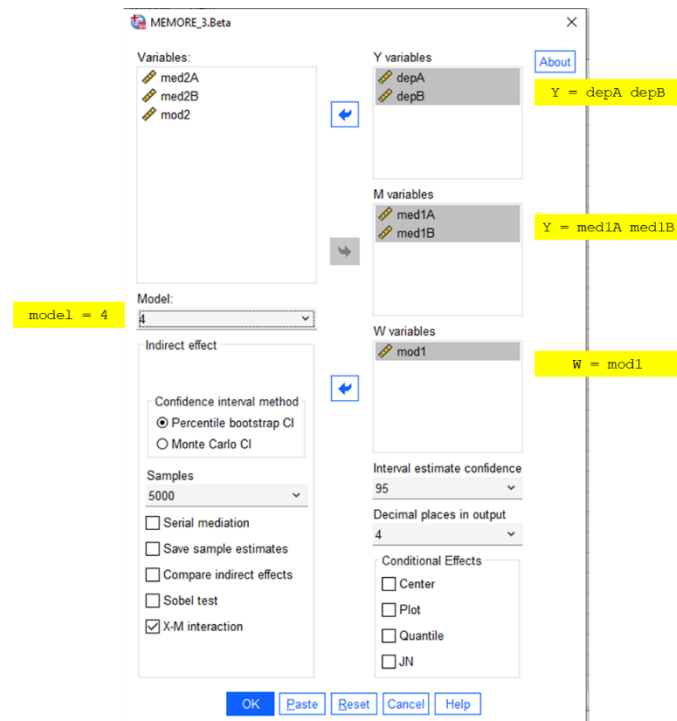 MEMORE_3.Beta
Variables:
med2A
med2B
mod2
Y variables
depA
depB
About
Y = depA depB
M variables
med1A
med1B
Y = med1A med1B
Model:
4
model = 4
W variables
mod1
W = mod1
Indirect effect
Confidence interval method
Percentile bootstrap CI
Monte Carlo CI
Samples
5000
Serial mediation
Save sample estimates
Compare indirect effects
Sobel test
X-M interaction
Interval estimate confidence
95
Decimal places in output
4
Conditional Effects
Center
Plot
Quantile
JN
OK Paste Reset Cancel Help